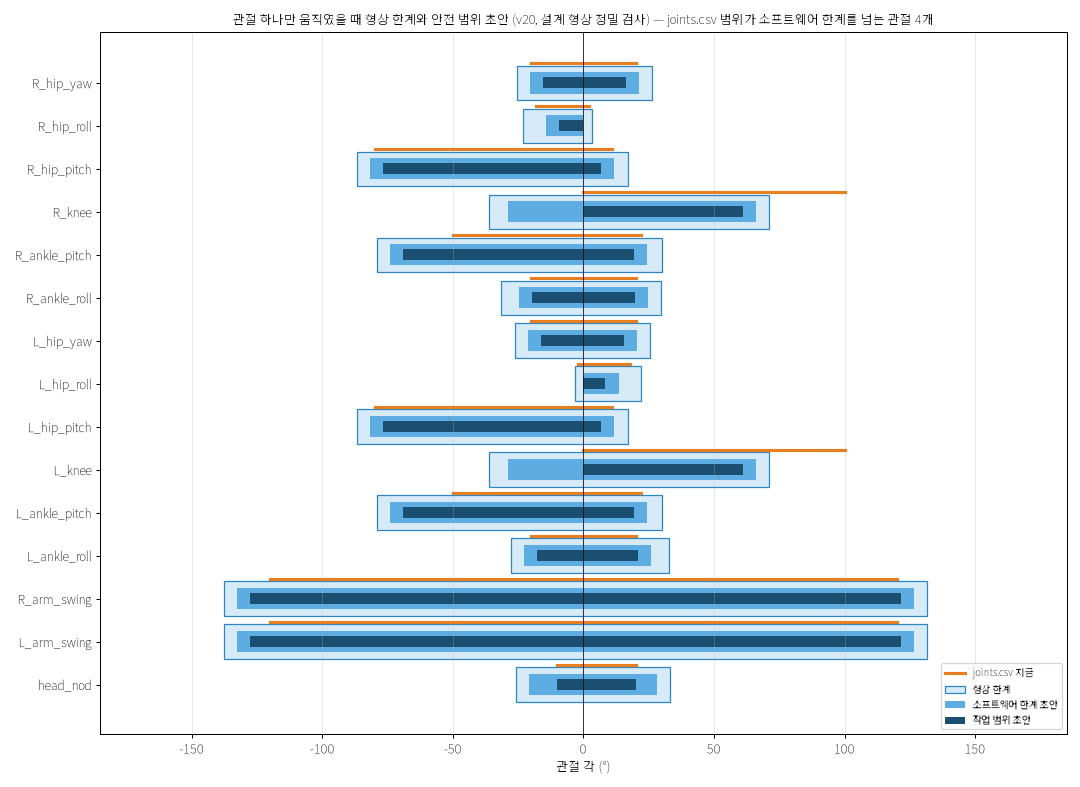 관절 하나만 움직였을 때 형상 한계와 안전 범위 초안 (v20, 설계 형상 정밀 검사) — joints.csv 범위가 소프트웨어 한계를 넘는 관절 4개
R_hip_yaw
R_hip_roll
R_hip_pitch
R_knee
R_ankle_pitch
R_ankle_roll
L_hip_yaw
L_hip_roll
L_hip_pitch
L_knee
L_ankle_pitch
L_ankle_roll
R_arm_swing
L_arm_swing
head_nod
joints.csv 지금
형상 한계
소프트웨어 한계 초안
작업 범위 초안
-150 -100 -50 0 50 100 150
관절 각 (°)